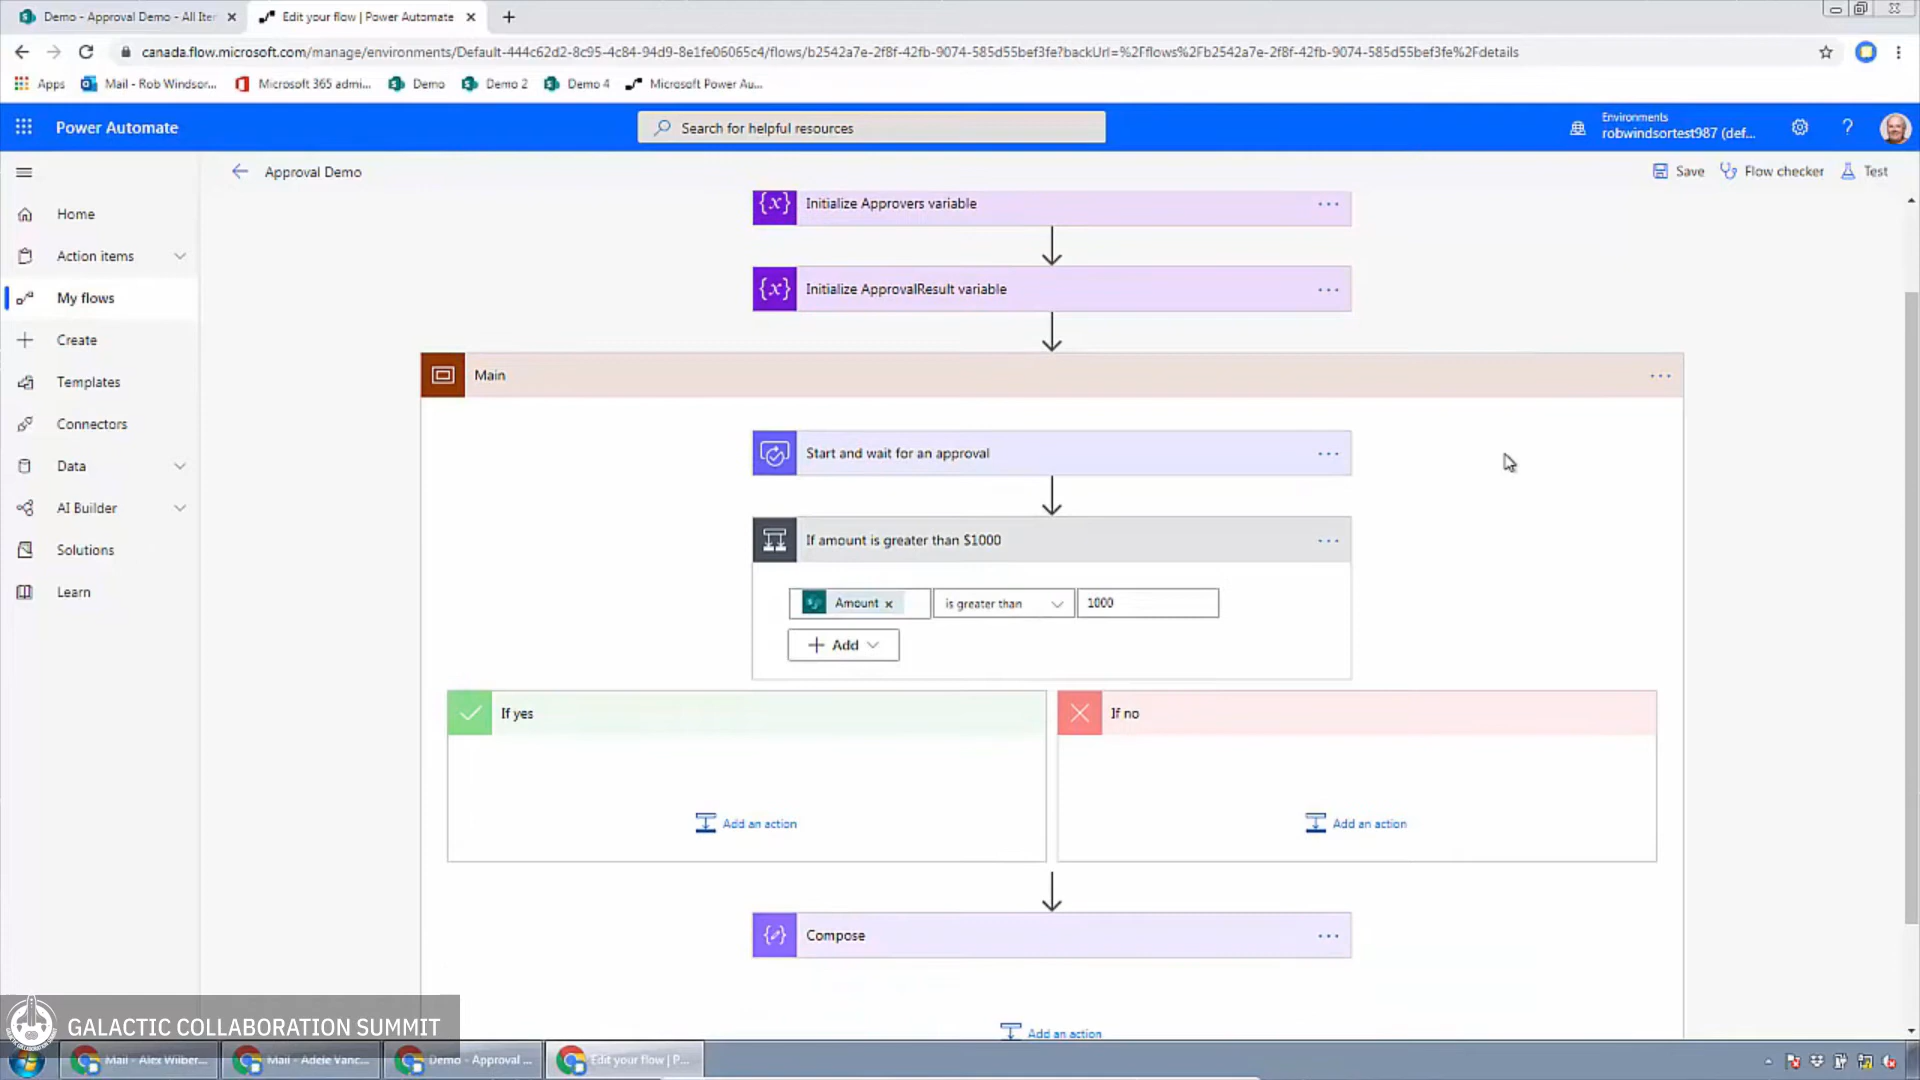 Demo - Approval Demo - All Iter
Edit your flow | Power Automate
canada.flow.microsoft.com/manage/environments/Default-444c62d2-8c95-4c84-94d9-8e1fe06065c4/flows/b2542a7e-2f8f-42fb-9074-585d55bef3fe?backUrl=%2Fflows%2Fb2542a7e-2f8f-42fb-9074-585d55bef3fe%2Fdetails
Apps
Mail - Rob Windsor...
Microsoft 365 admi...
Demo
Demo 2
Demo 4
Microsoft Power Au...
Power Automate
Search for helpful resources
Environments
robwindsortest987 (def...
Approval Demo
Save
Flow checker
Test
Home
Action items
My flows
Create
Templates
Connectors
Data
AI Builder
Solutions
Learn
{x} Initialize Approvers variable
{x} Initialize ApprovalResult variable
Main
Start and wait for an approval
If amount is greater than $1000
Amount
is greater than
1000
Add
If yes
If no
Add an action
Add an action
Compose
Add an action
GALACTIC COLLABORATION SUMMIT
Mail - Alex Wilber...
Mail - Adele Vanc...
Demo - Approval ...
Edit your flow | P...